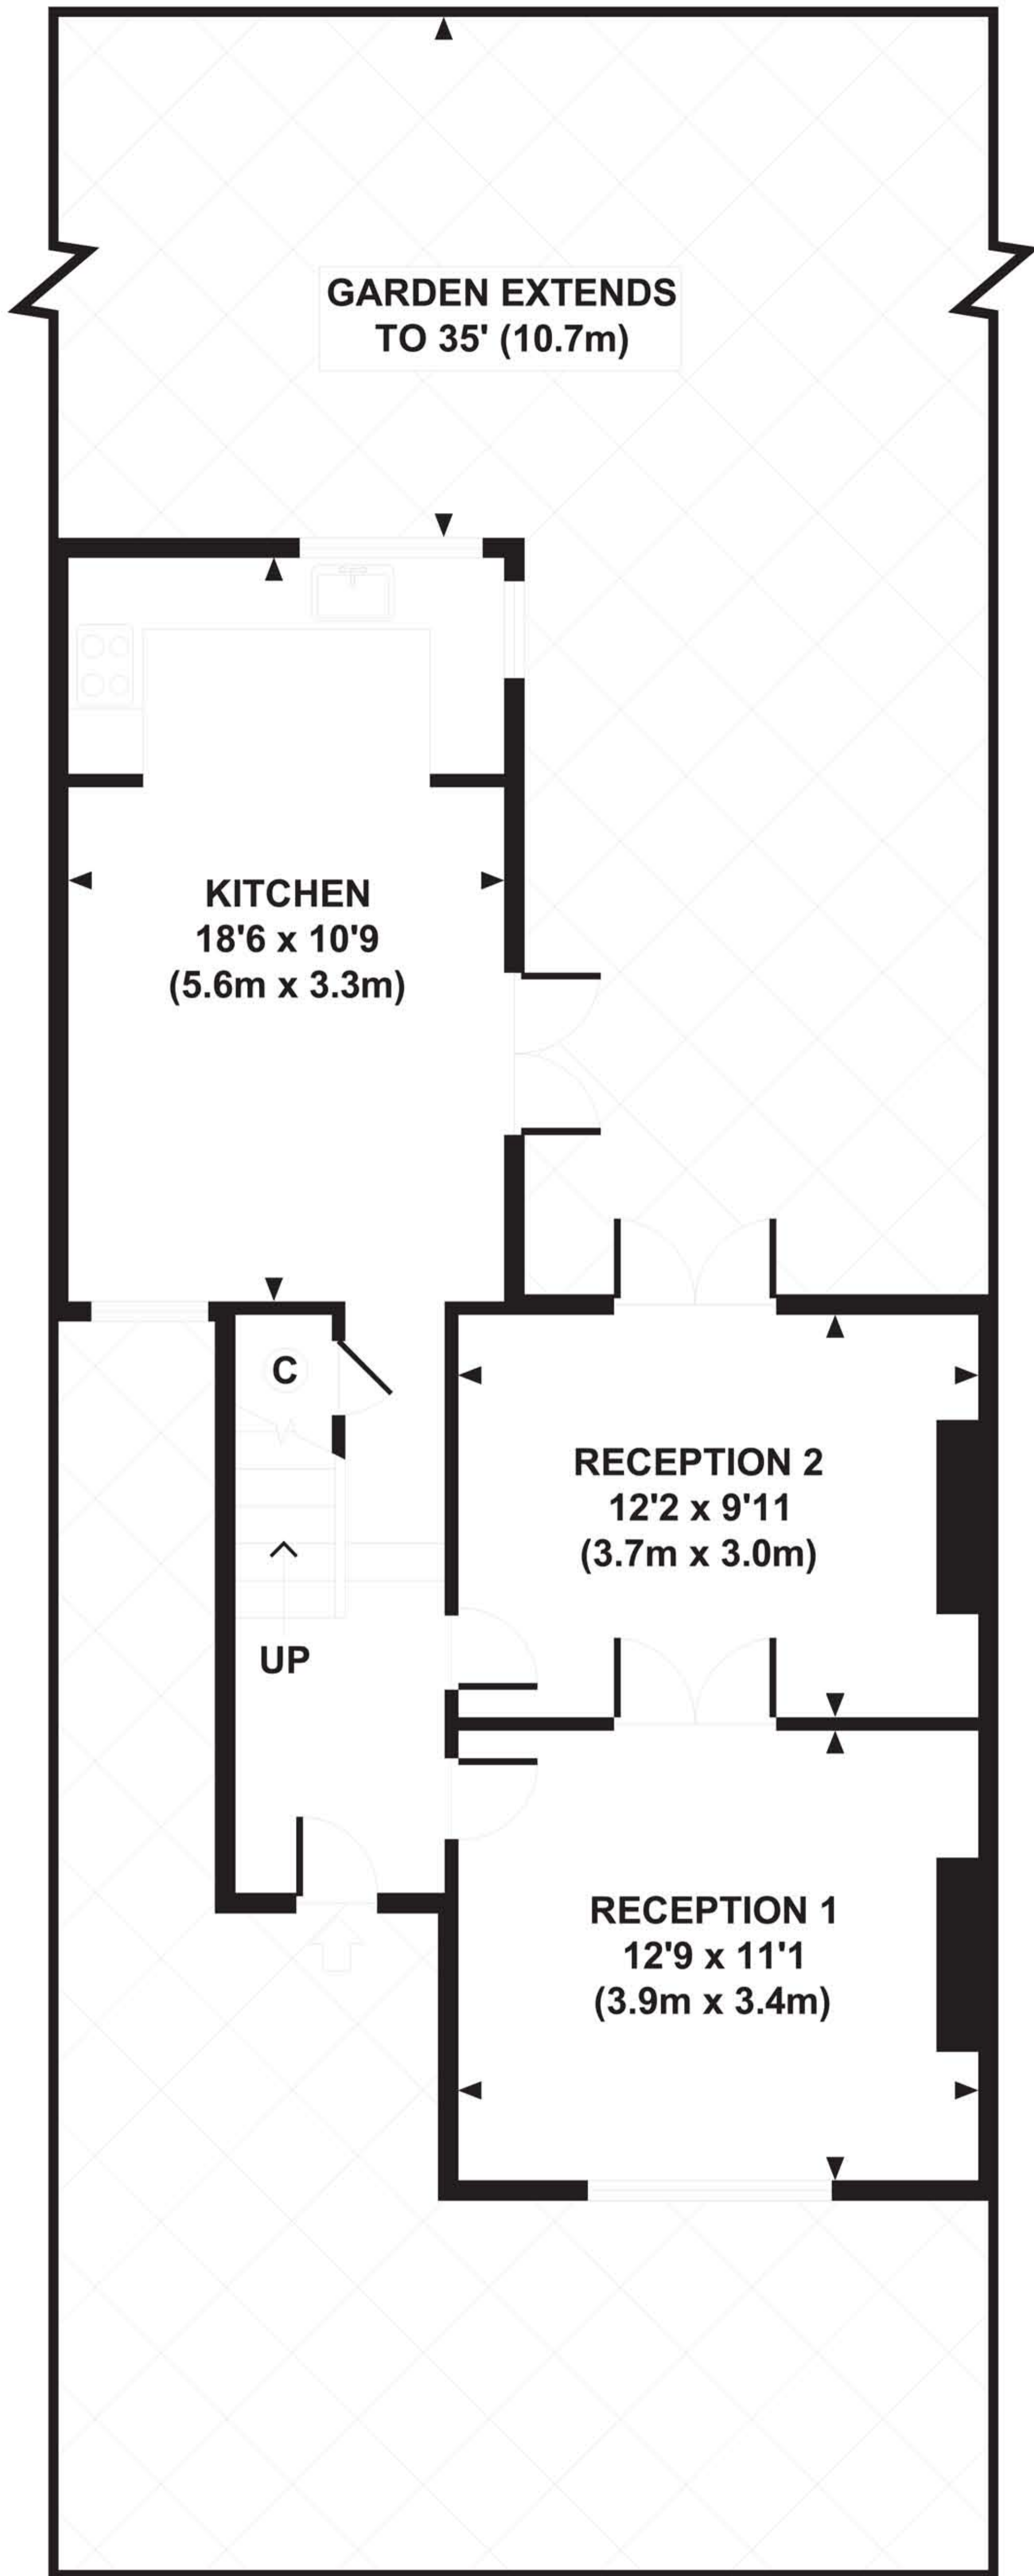 GARDEN EXTENDS
TO 35' (10.7m)
KITCHEN
18'6 x 10'9
(5.6m x 3.3m)
C
RECEPTION 2
12'2 x 9'11
(3.7m x 3.0m)
UP
RECEPTION 1
12'9 x 11'1
(3.9m x 3.4m)